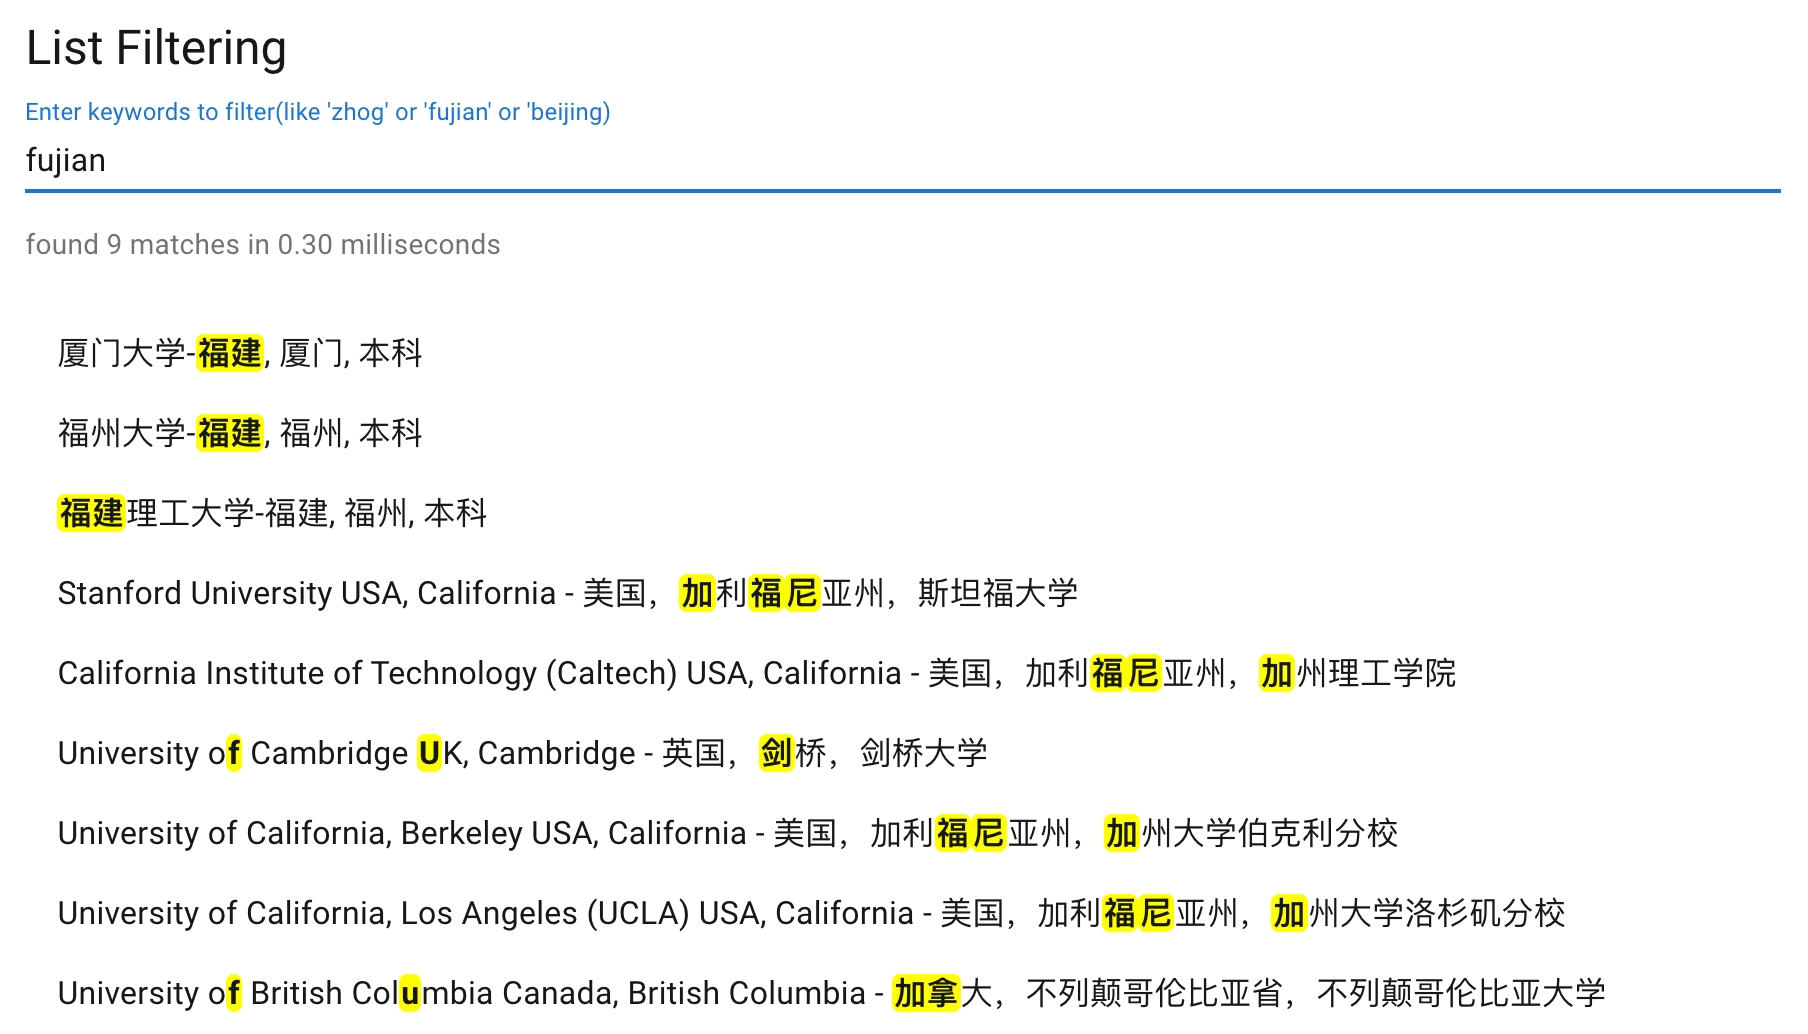 List Filtering
Enter keywords to filter(like 'zhog' or 'fujian' or 'beijing)
fujian
found 9 matches in 0.30 milliseconds
厦门大学-福建, 厦门, 本科
福州大学-福建, 福州, 本科
福建理工大学-福建, 福州, 本科
Stanford University USA, California - 美国，加利福尼亚州，斯坦福大学
California Institute of Technology (Caltech) USA, California - 美国，加利福尼亚州，加州理工学院
University of Cambridge UK, Cambridge - 英国，剑桥，剑桥大学
University of California, Berkeley USA, California - 美国，加利福尼亚州，加州大学伯克利分校
University of California, Los Angeles (UCLA) USA, California - 美国，加利福尼亚州，加州大学洛杉矶分校
University of British Columbia Canada, British Columbia - 加拿大，不列颠哥伦比亚省，不列颠哥伦比亚大学